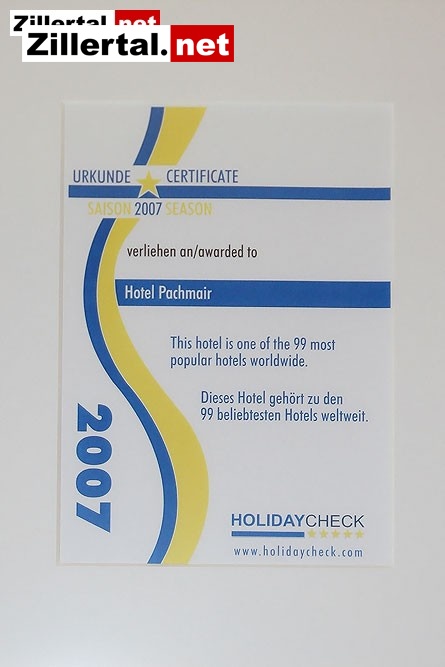 Zillertal.net
Zillertal.net
URKUNDE CERTIFICATE
SAISON 2007 SEASON
verliehen an/awarded to
Hotel Pachmair
This hotel is one of the 99 most
popular hotels worldwide.
Dieses Hotel gehört zu den
99 beliebtesten Hotels weltweit.
2007
HOLIDAYCHECK
www.holidaycheck.com